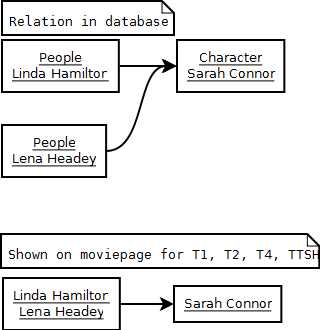 Relation in database
People
Linda Hamiltor
Character
Sarah Connor
People
Lena Headey
Shown on moviepage for T1, T2, T4, TTSH
Linda Hamiltor
Lena Headey
Sarah Connor